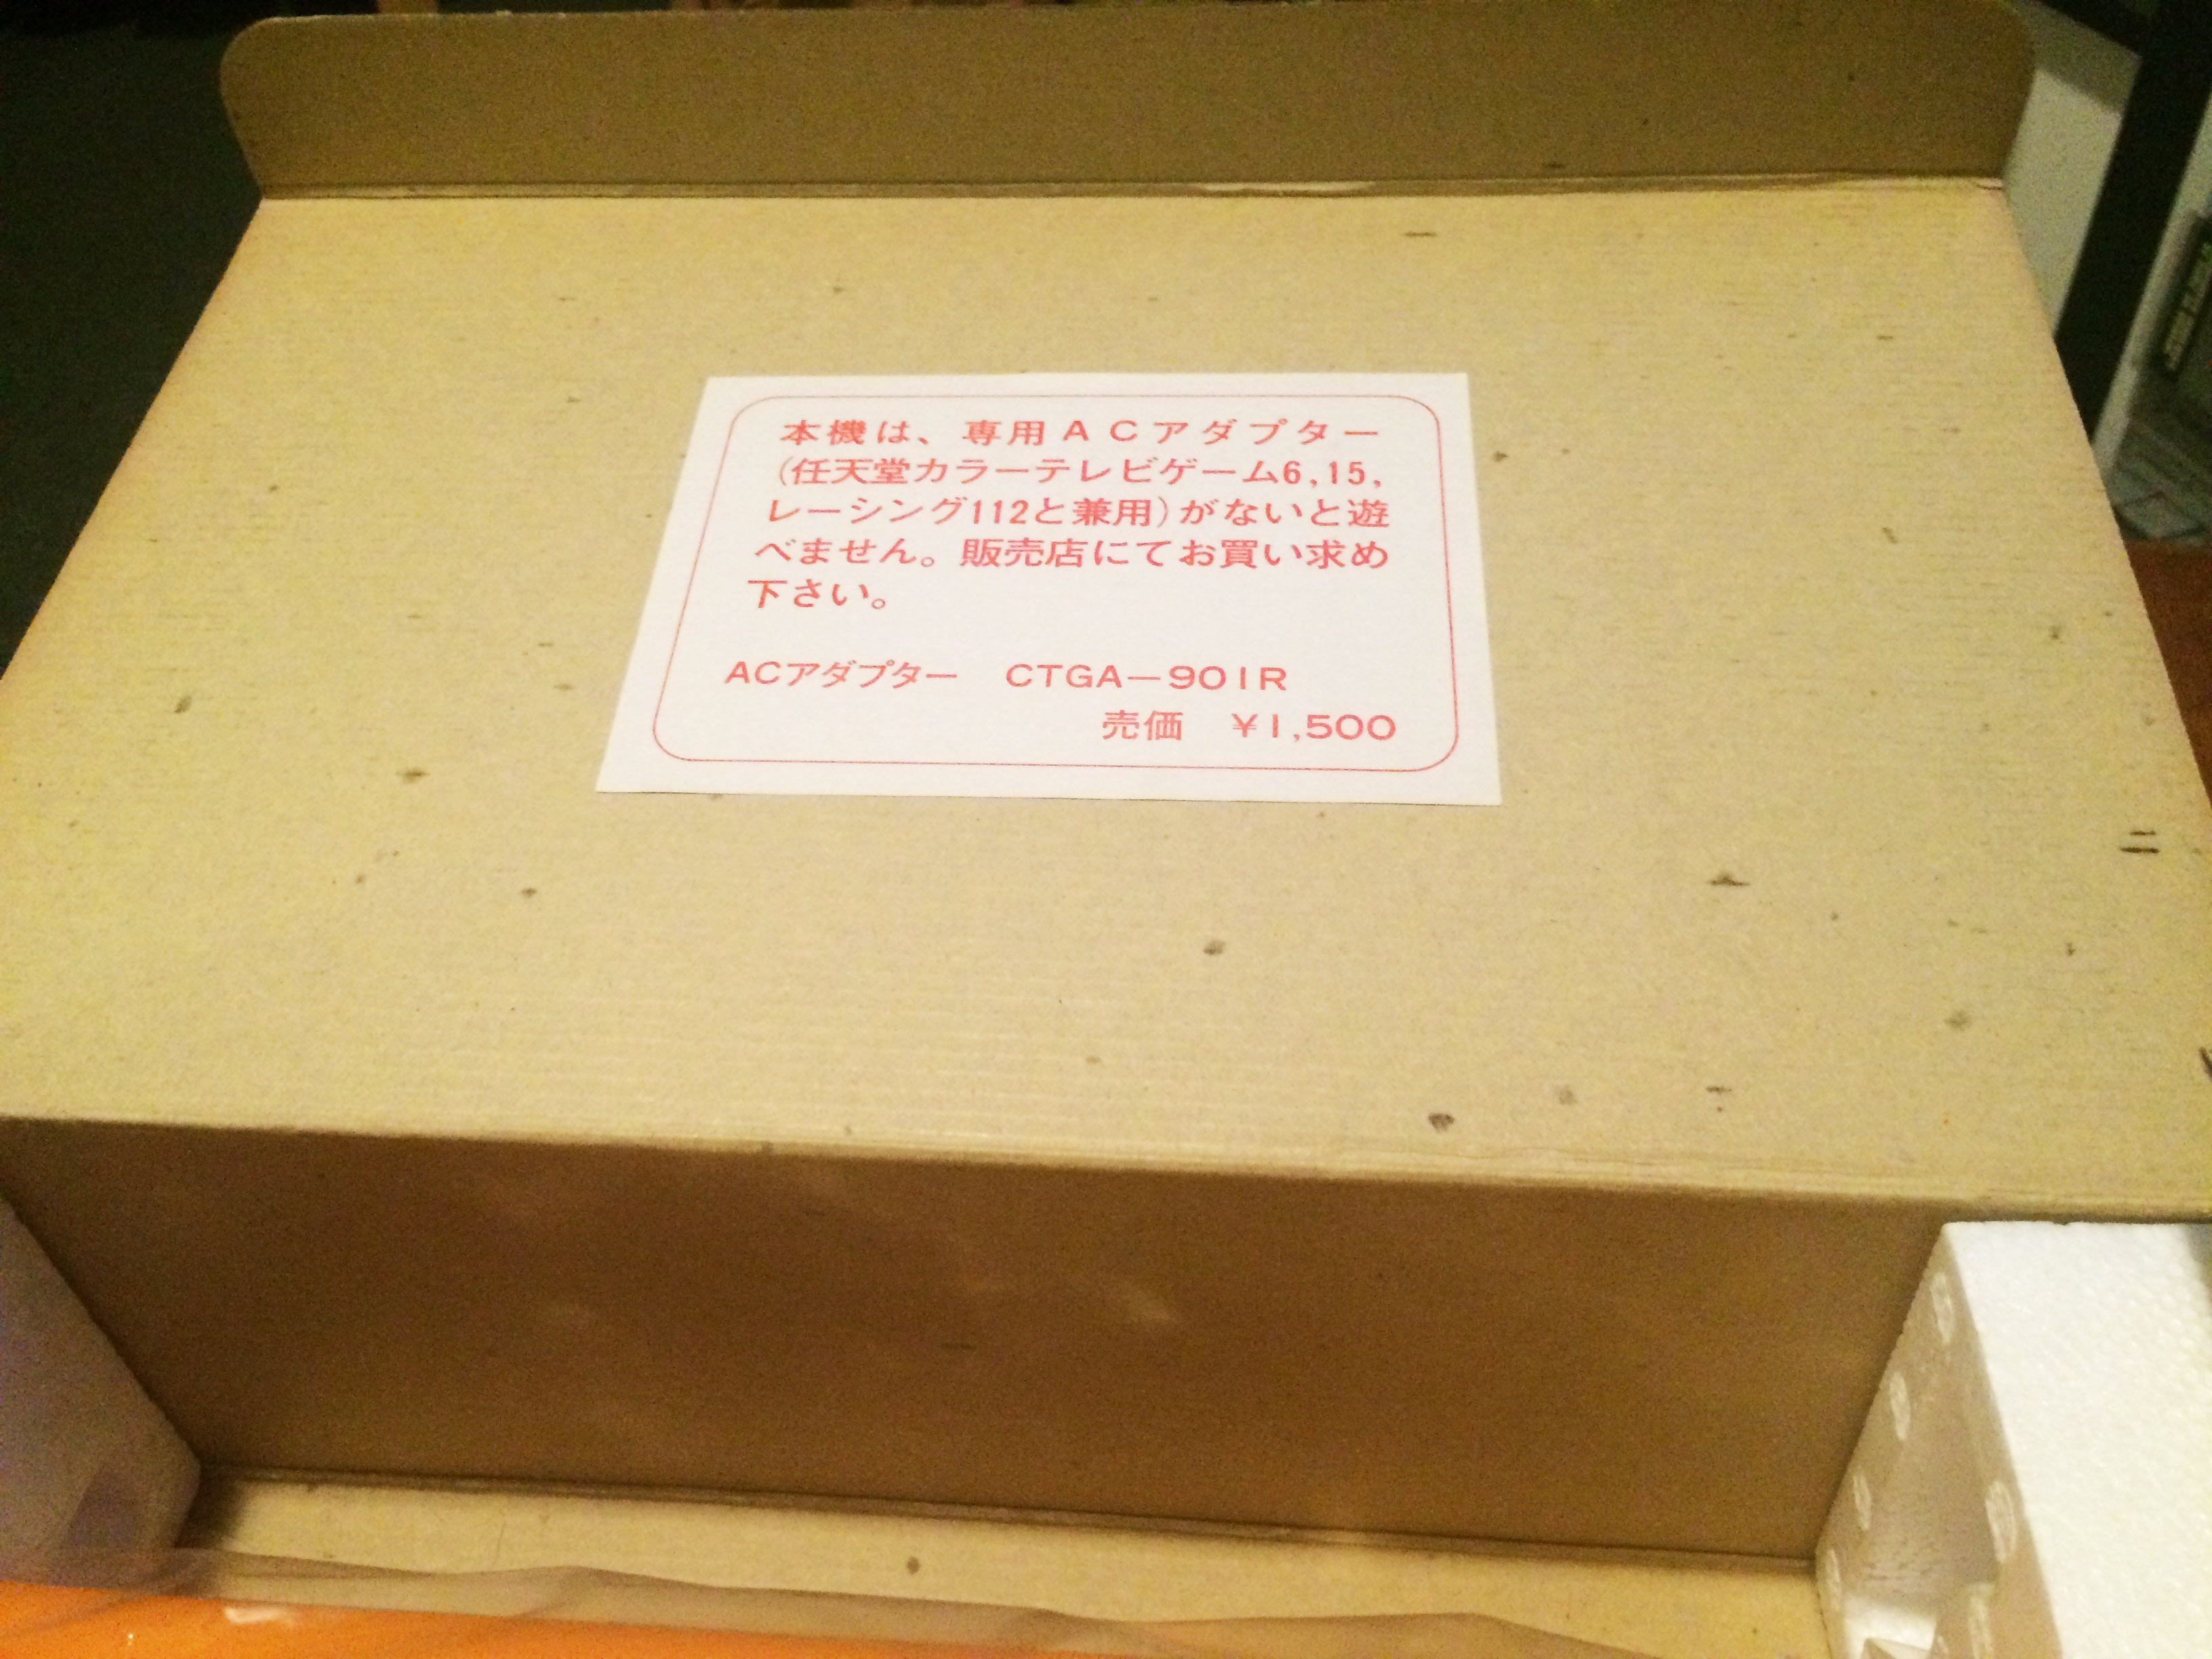 本機は、専用ACアダプター
(任天堂カラーテレビゲーム6,15,
レーシング112と兼用)がないと遊
べません。販売店にてお買い求め
下さい。
ACアダプター　CTGA－901R
売価　¥1,500